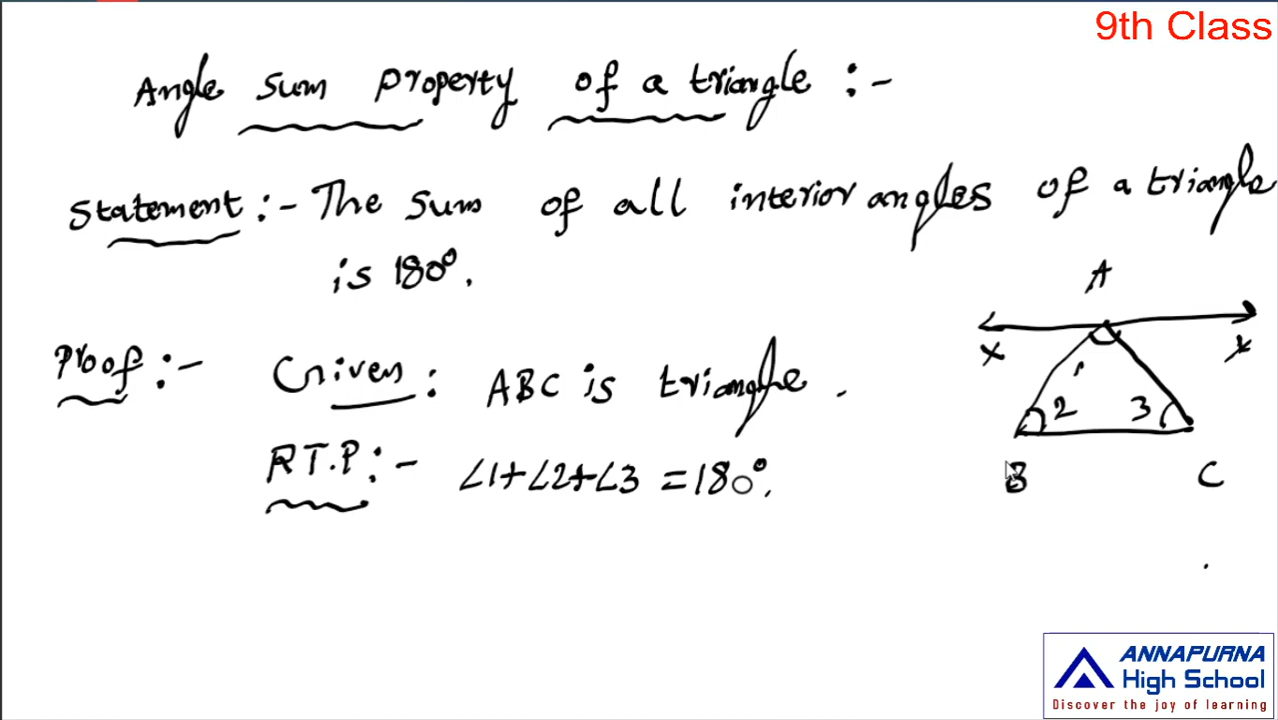 9th Class
Angle sum property of a triangle :-
Statement :- The sum of all interior angles of a triangle
is 180°.
A
X
Proof :- Given : ABC is triangle .
1
2 3
R.T.P :- ∠1+∠2+∠3 = 180°.
B C
ANNAPURNA
High School
Discover the joy of learning